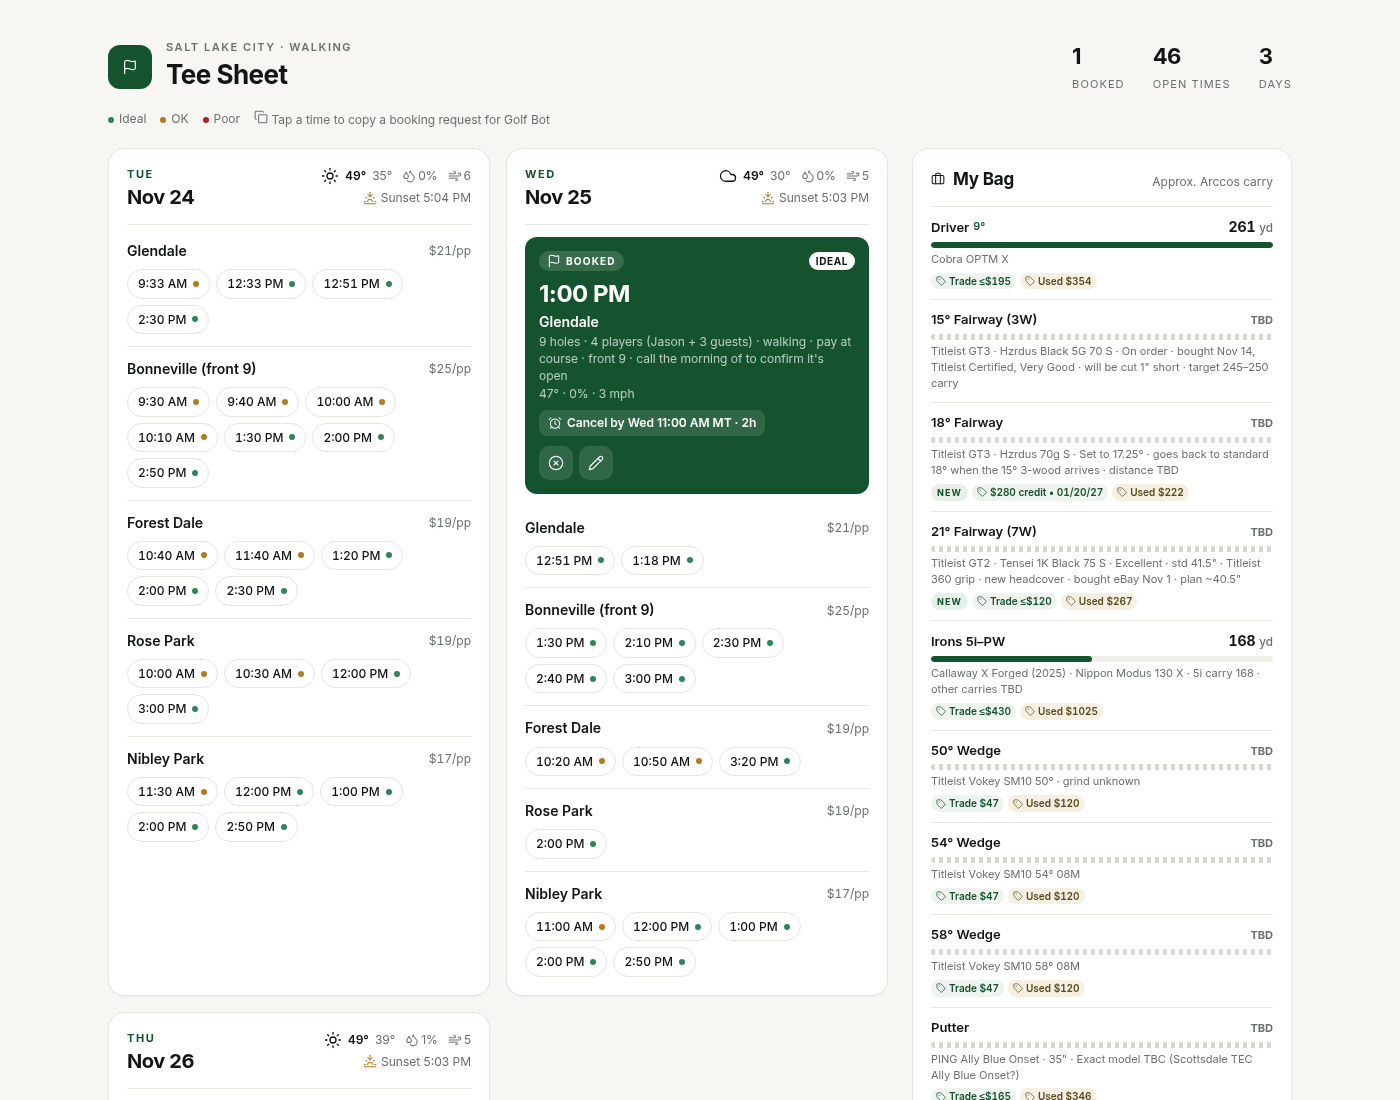 SALT LAKE CITY · WALKING
Tee Sheet
1
BOOKED
46
OPEN TIMES
3
DAYS
Ideal
OK
Poor
Tap a time to copy a booking request for Golf Bot
TUE
Nov 24
49° 35° 0% 6
Sunset 5:04 PM
Glendale $21/pp
9:33 AM 12:33 PM 12:51 PM
2:30 PM
Bonneville (front 9) $25/pp
9:30 AM 9:40 AM 10:00 AM
10:10 AM 1:30 PM 2:00 PM
2:50 PM
Forest Dale $19/pp
10:40 AM 11:40 AM 1:20 PM
2:00 PM 2:30 PM
Rose Park $19/pp
10:00 AM 10:30 AM 12:00 PM
3:00 PM
Nibley Park $17/pp
11:30 AM 12:00 PM 1:00 PM
2:00 PM 2:50 PM
WED
Nov 25
49° 30° 0% 5
Sunset 5:03 PM
BOOKED IDEAL
1:00 PM
Glendale
9 holes · 4 players (Jason + 3 guests) · walking · pay at
course · front 9 · call the morning of to confirm it's
open
47° · 0% · 3 mph
Cancel by Wed 11:00 AM MT · 2h
Glendale $21/pp
12:51 PM 1:18 PM
Bonneville (front 9) $25/pp
1:30 PM 2:10 PM 2:30 PM
2:40 PM 3:00 PM
Forest Dale $19/pp
10:20 AM 10:50 AM 3:20 PM
Rose Park $19/pp
2:00 PM
Nibley Park $17/pp
11:00 AM 12:00 PM 1:00 PM
2:00 PM 2:50 PM
THU
Nov 26
49° 39° 1% 5
Sunset 5:03 PM
My Bag Approx. Arccos carry
Driver 9° 261 yd
Cobra OPTM X
Trade ≤$195 Used $354
15° Fairway (3W) TBD
Titleist GT3 · Hzrdus Black 5G 70 S · On order · bought Nov 14,
Titleist Certified, Very Good · will be cut 1" short · target 245–250
carry
18° Fairway TBD
Titleist GT3 · Hzrdus 70g S · Set to 17.25° · goes back to standard
18° when the 15° 3-wood arrives · distance TBD
NEW $280 credit • 01/20/27 Used $222
21° Fairway (7W) TBD
Titleist GT2 · Tensei 1K Black 75 S · Excellent · std 41.5" · Titleist
360 grip · new headcover · bought eBay Nov 1 · plan ~40.5"
NEW Trade ≤$120 Used $267
Irons 5i–PW 168 yd
Callaway X Forged (2025) · Nippon Modus 130 X · 5i carry 168 ·
other carries TBD
Trade ≤$430 Used $1025
50° Wedge TBD
Titleist Vokey SM10 50° · grind unknown
Trade $47 Used $120
54° Wedge TBD
Titleist Vokey SM10 54° 08M
Trade $47 Used $120
58° Wedge TBD
Titleist Vokey SM10 58° 08M
Trade $47 Used $120
Putter TBD
PING Ally Blue Onset · 35" · Exact model TBC (Scottsdale TEC
Ally Blue Onset?)
Trade ≤$165 Used $346